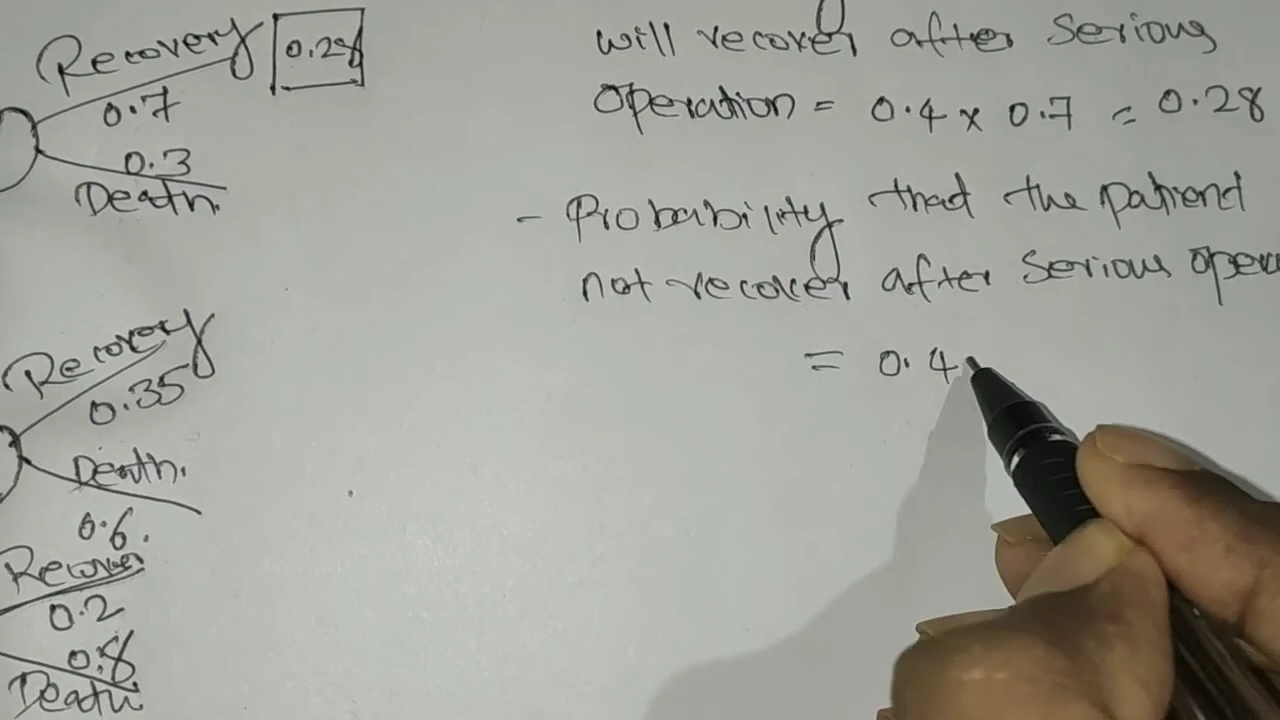 Recovery 0.28
0.7
0.3
Death.
Recovery
0.35
Death.
0.6.
Recover
0.2
0.8
Death.
will recover after Serious
Operation = 0.4 x 0.7 = 0.28
- Probability that the patiend
not recover after serious oper
= 0.4